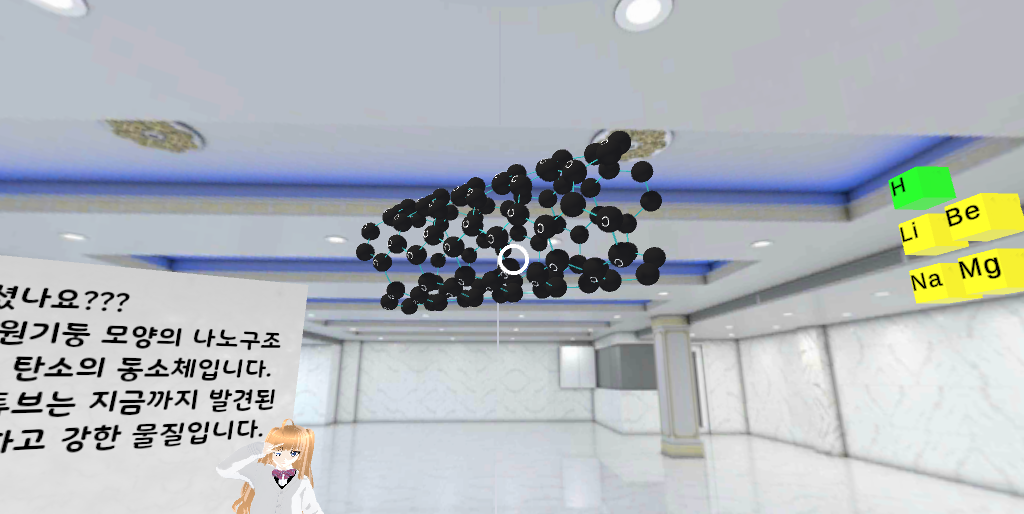 셨나요???
원기둥 모양의 나노구조
탄소의 동소체입니다.
튜브는 지금까지 발견된
하고 강한 물질입니다.
H
Li Be
Na Mg